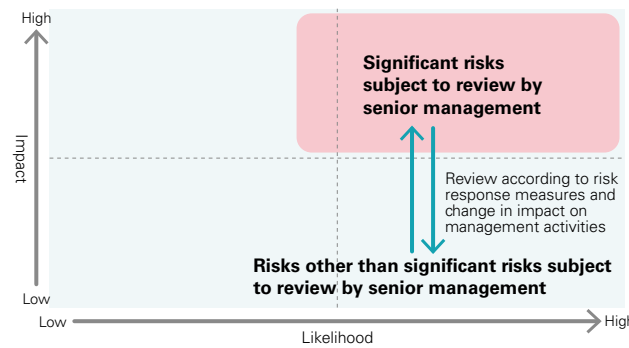 High
Significant risks
subject to review by
senior management
Impact
Review according to risk
response measures and
change in impact on
management activities
Risks other than significant risks subject
to review by senior management
Low
Low
High
Likelihood